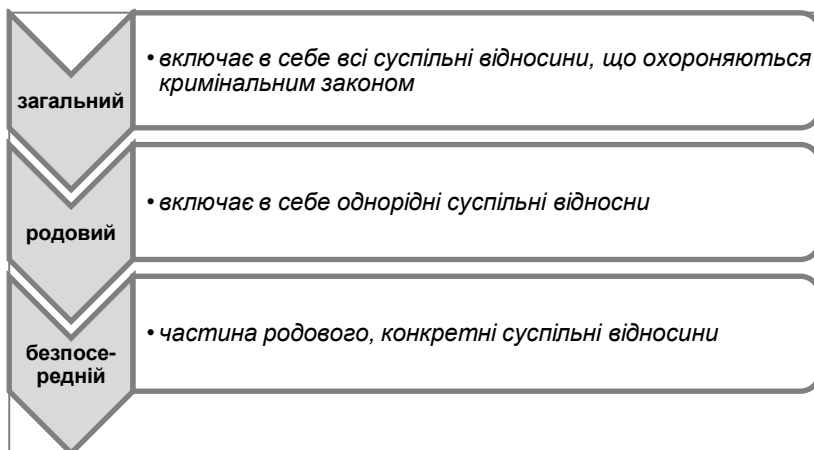 загальний
• включає в себе всі суспільні відносини, що охороняються
кримінальним законом
родовий
• включає в себе однорідні суспільні відносни
безпосе-
редній
• частина родового, конкретні суспільні відносини